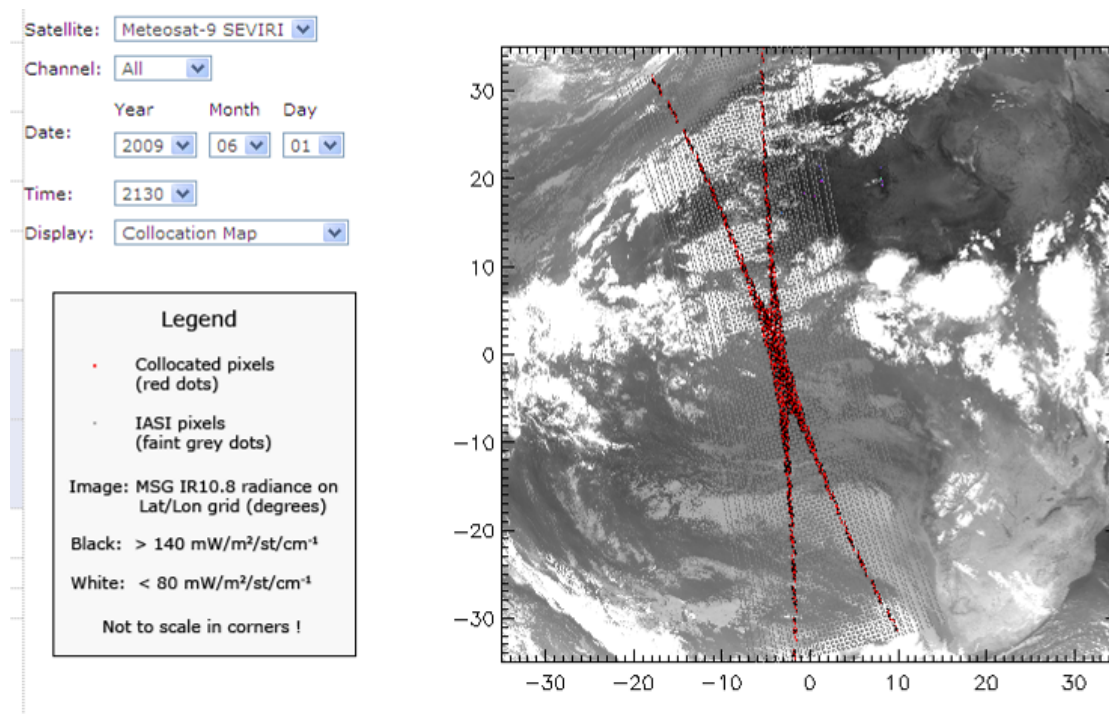 Satellite: Meteosat-9 SEVIRI
Channel: All
Year Month Day
Date: 2009 06 01
Time: 2130
Display: Collocation Map
Legend
Collocated pixels
(red dots)
IASI pixels
(faint grey dots)
Image: MSG IR10.8 radiance on
Lat/Lon grid (degrees)
Black: > 140 mW/m²/st/cm⁻¹
White: < 80 mW/m²/st/cm⁻¹
Not to scale in corners !
30
20
10
0
−10
−20
−30
−30 −20 −10 0 10 20 30